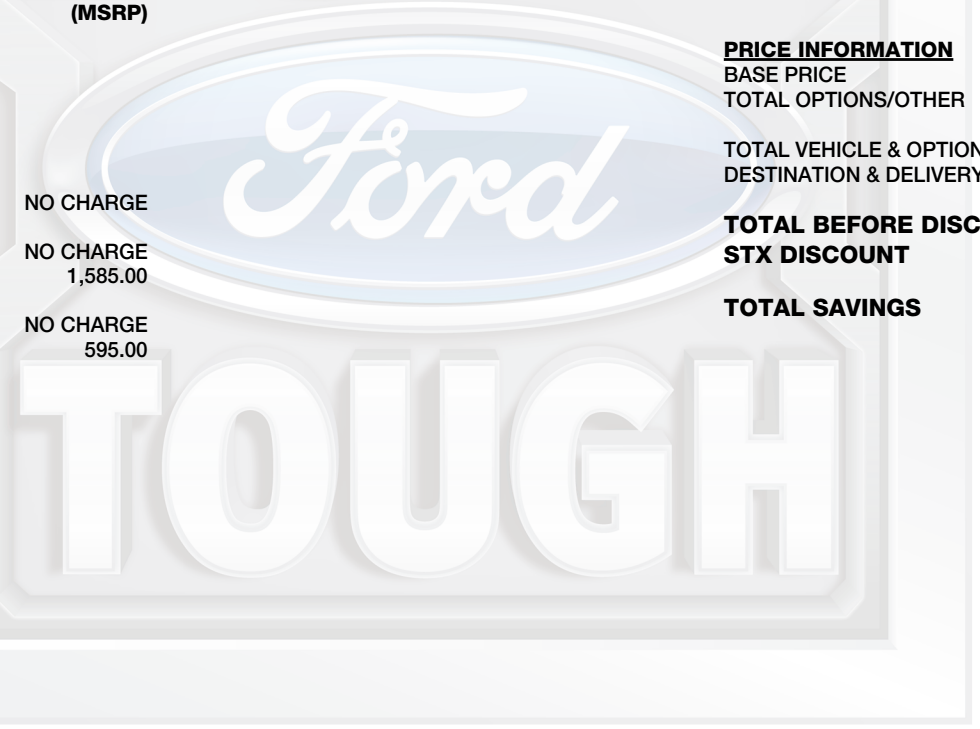 (MSRP)
NO CHARGE
NO CHARGE
1,585.00
NO CHARGE
595.00
PRICE INFORMATION
BASE PRICE
TOTAL OPTIONS/OTHER
TOTAL VEHICLE & OPTION
DESTINATION & DELIVERY
TOTAL BEFORE DISC
STX DISCOUNT
TOTAL SAVINGS
Ford
TOUGH